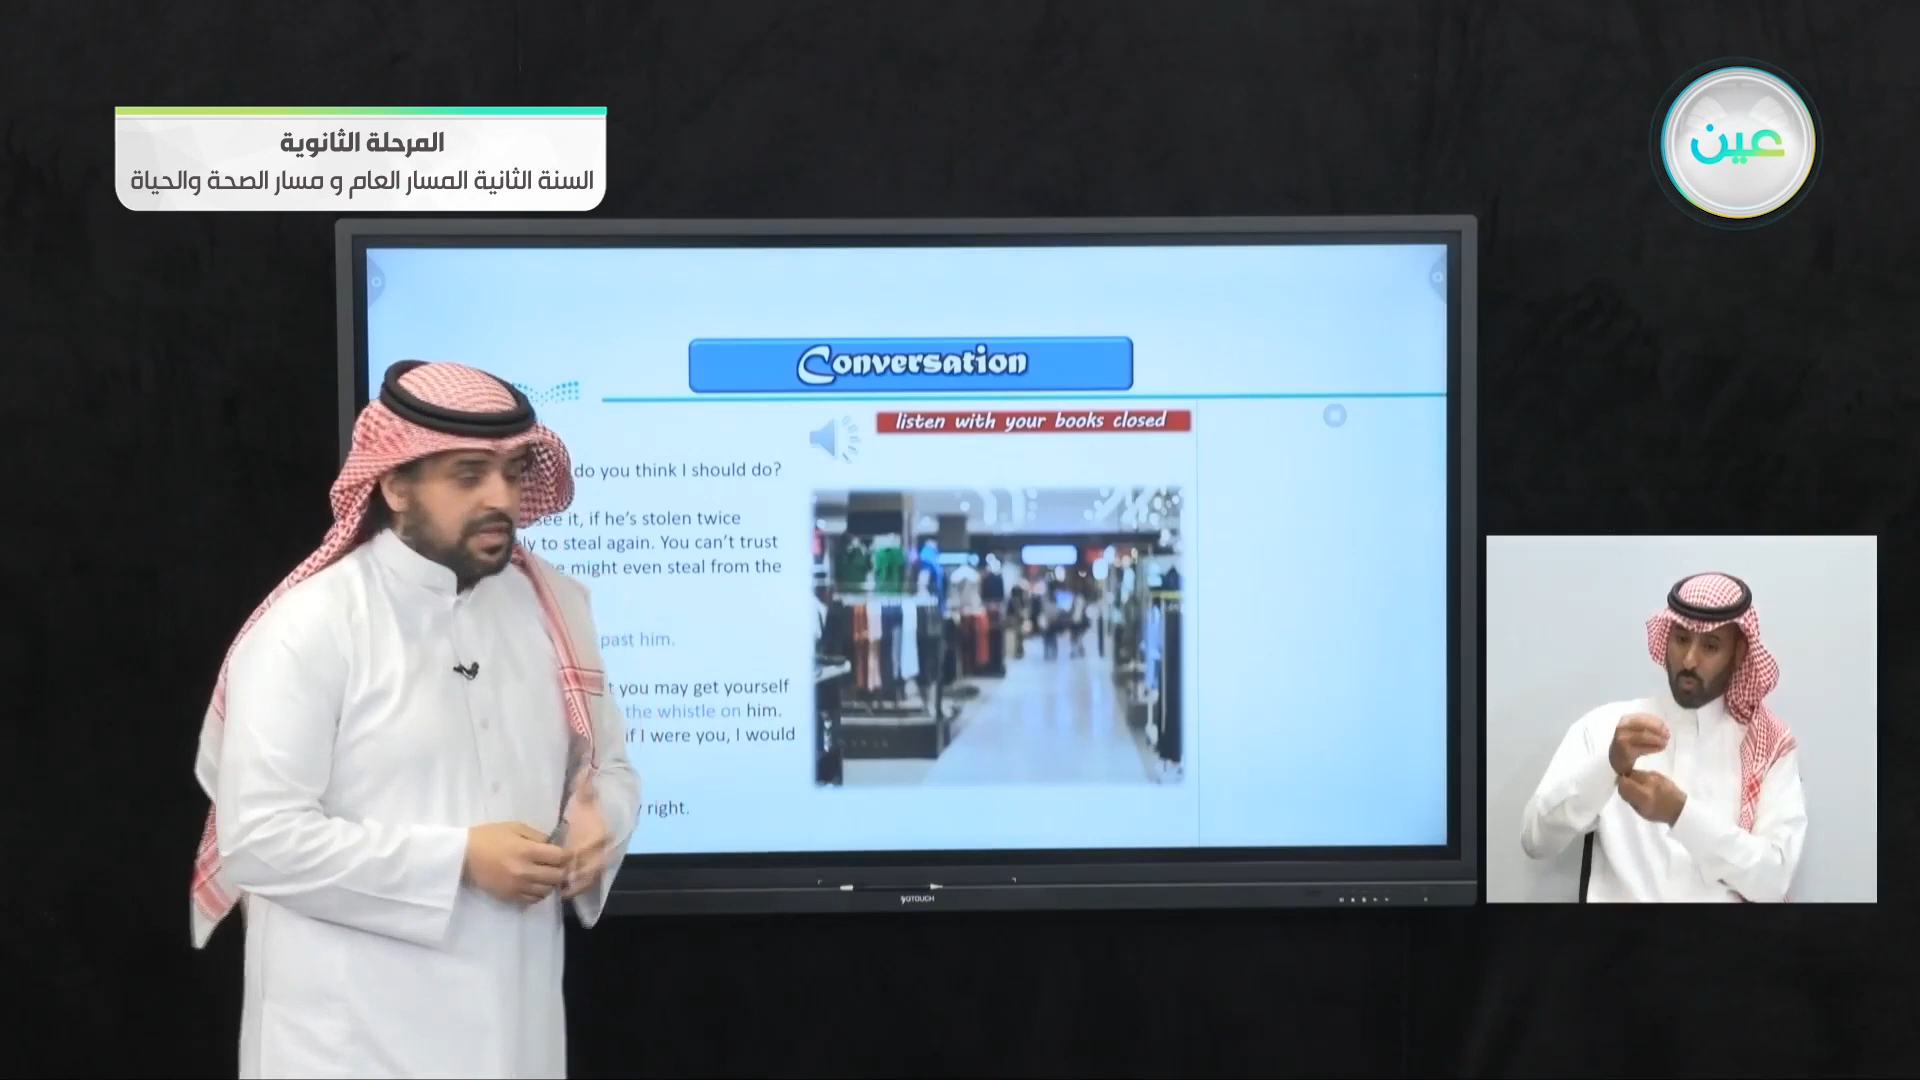 المرحلة الثانوية
السنة الثانية المسار العام و مسار الصحة والحياة
عين
Conversation
listen with your books closed
do you think I should do?
see it, if he's stolen twice
to steal again. You can't trust
might even steal from the
past him.
you may get yourself
the whistle on him.
if I were you, I would
right.